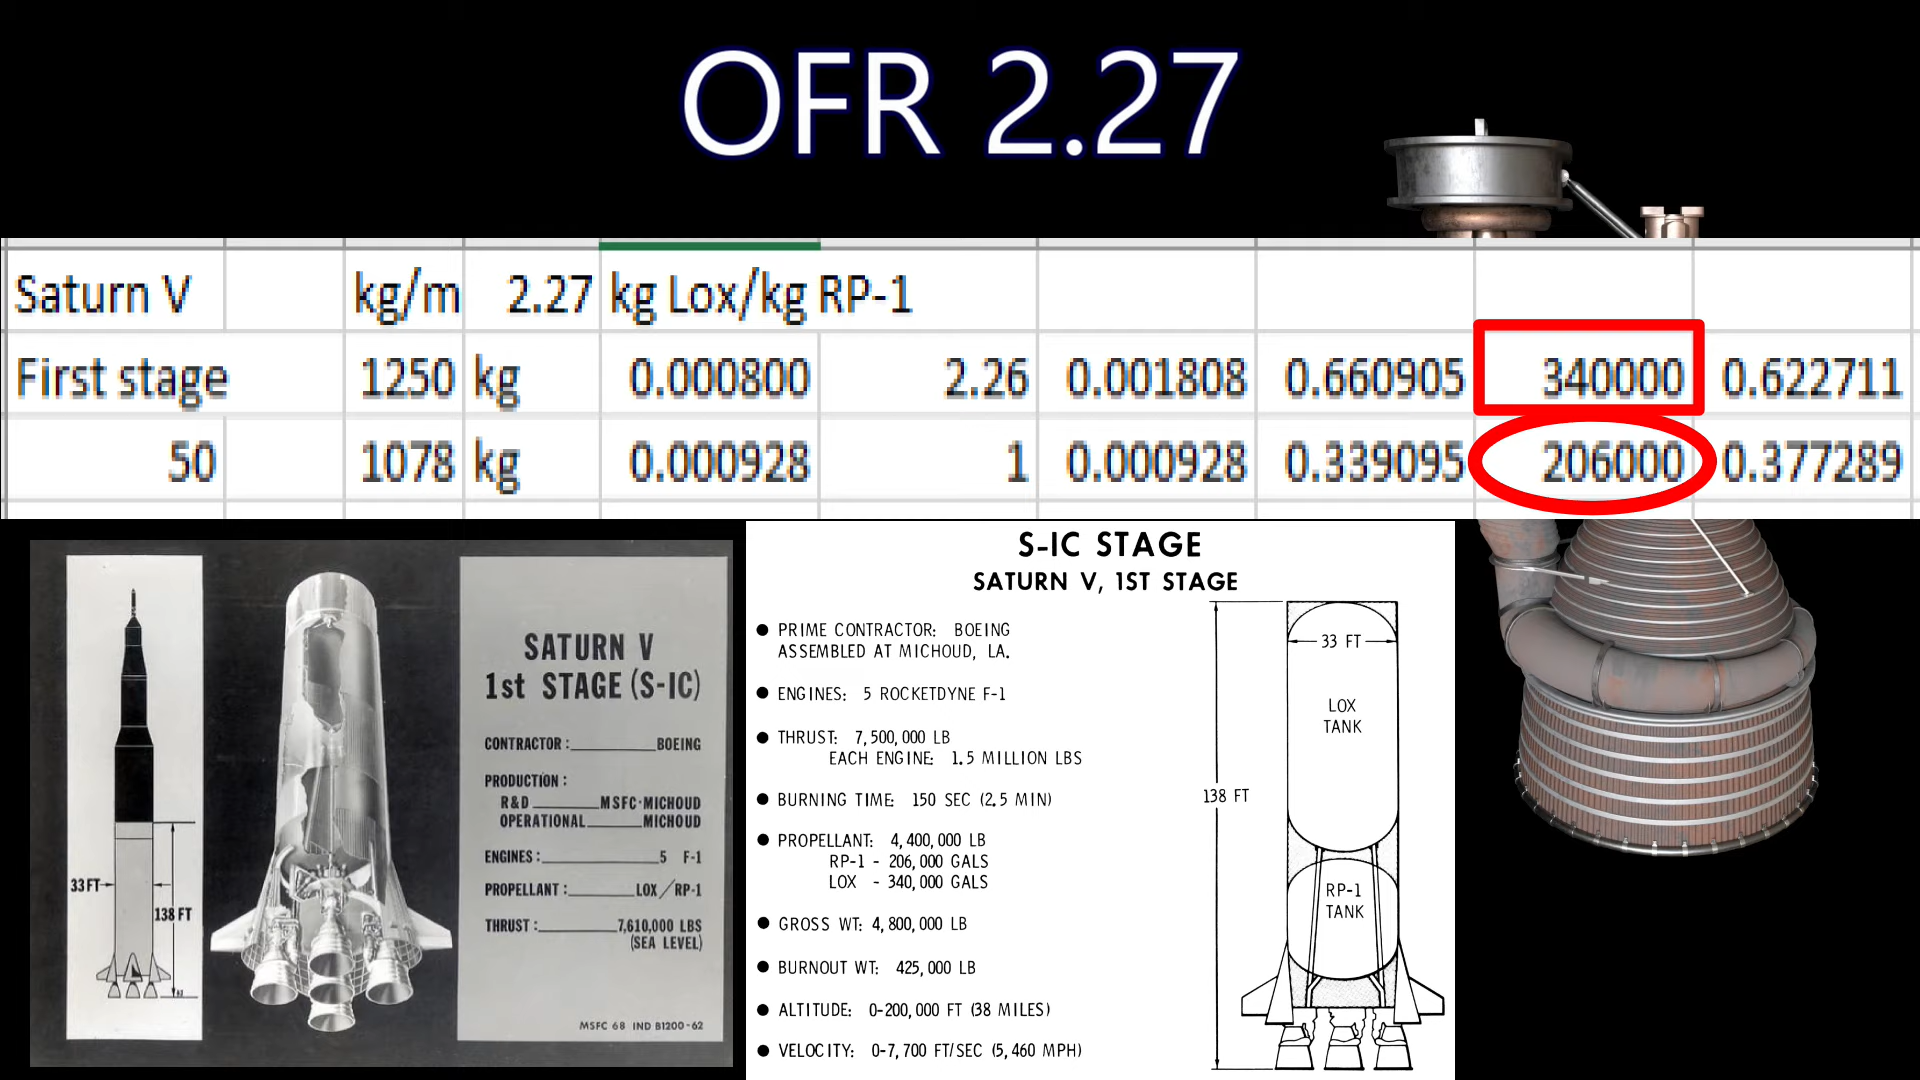 OFR 2.27
Saturn V kg/m 2.27 kg Lox/kg RP-1
First stage 1250 kg 0.000800 2.26 0.001808 0.660905 340000 0.622711
50 1078 kg 0.000928 1 0.000928 0.339095 206000 0.377289
33 FT
138 FT
SATURN V
1st STAGE (S-IC)
CONTRACTOR: BOEING
PRODUCTION:
R&D MSFC-MICHOUD
OPERATIONAL MICHOUD
ENGINES: 5 F-1
PROPELLANT: LOX/RP-1
THRUST: 7,610,000 LBS
(SEA LEVEL)
MSFC 68 IND B1200-62
S-IC STAGE
SATURN V, 1ST STAGE
● PRIME CONTRACTOR: BOEING
ASSEMBLED AT MICHOUD, LA.
● ENGINES: 5 ROCKETDYNE F-1
● THRUST: 7,500,000 LB
EACH ENGINE: 1.5 MILLION LBS
● BURNING TIME: 150 SEC (2.5 MIN)
● PROPELLANT: 4,400,000 LB
RP-1 - 206,000 GALS
LOX - 340,000 GALS
● GROSS WT: 4,800,000 LB
● BURNOUT WT: 425,000 LB
● ALTITUDE: 0-200,000 FT (38 MILES)
● VELOCITY: 0-7,700 FT/SEC (5,460 MPH)
33 FT
LOX
TANK
138 FT
RP-1
TANK